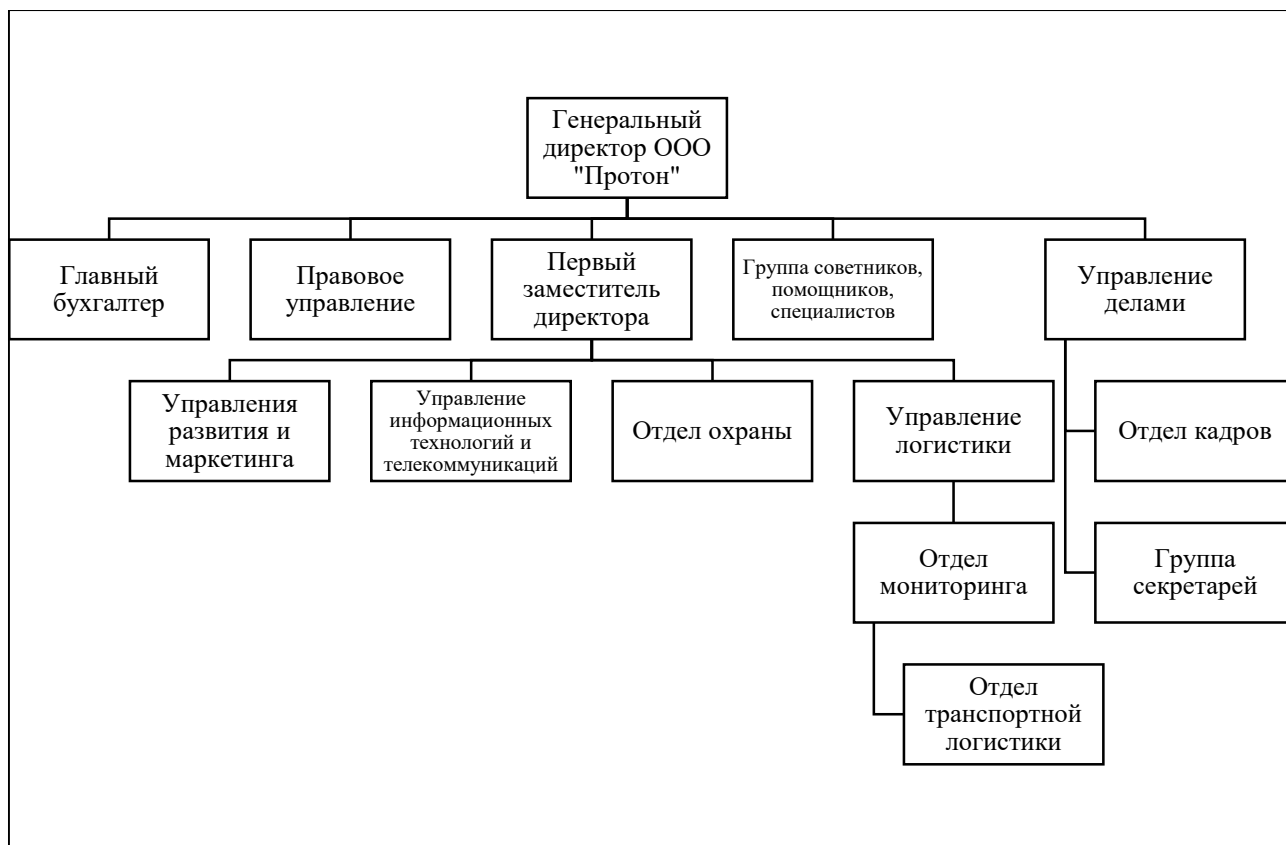 Генеральный
директор ООО
"Протон"
Главный
бухгалтер
Правовое
управление
Первый
заместитель
директора
Группа советников,
помощников,
специалистов
Управление
делами
Управления
развития и
маркетинга
Управление
информационных
технологий и
телекоммуникаций
Отдел охраны
Управление
логистики
Отдел кадров
Отдел
мониторинга
Группа
секретарей
Отдел
транспортной
логистики